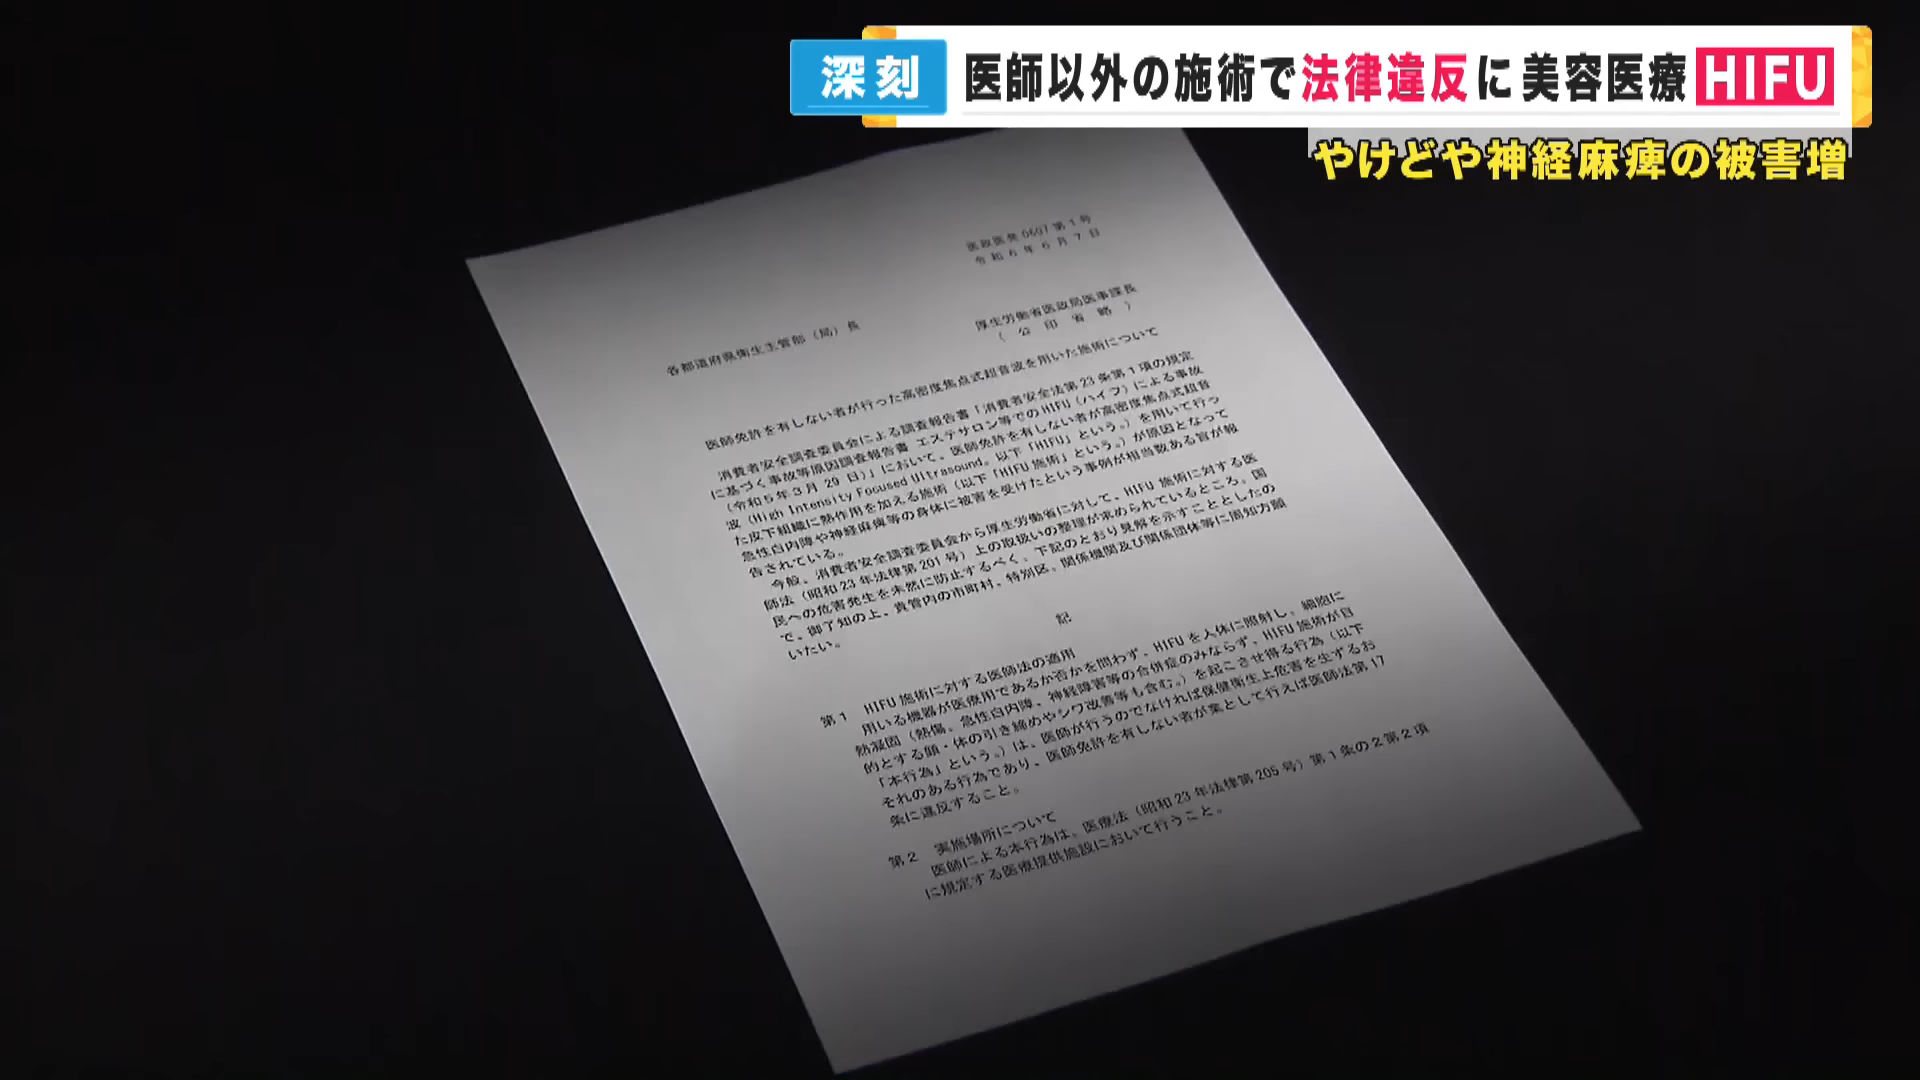 深刻
医師以外の施術で法律違反に 美容医療 HIFU
やけどや神経麻痺の被害増
医政医発0607第1号
令和6年6月7日
各都道府県衛生主管部(局)長
厚生労働省医政局医事課長
(公印省略)
医師免許を有しない者が行った高密度焦点式超音波を用いた施術について
消費者安全調査委員会による調査報告書「消費者安全法第23条第1項の規定
に基づく事故等原因調査報告書 エステサロン等でのHIFU(ハイフ)による事故
(令和5年3月29日)」において、医師免許を有しない者が高密度焦点式超音
波(High Intensity Focused Ultrasound。以下「HIFU」という。)を用いて行っ
た皮下組織に熱作用を加える施術(以下「HIFU施術」という。)が原因となって
急性白内障や神経麻痺等の身体に被害を受けたという事例が相当数ある旨が報
告されている。
今般、消費者安全調査委員会から厚生労働省に対して、HIFU施術に対する医
師法(昭和23年法律第201号)上の取扱いの整理が求められているところ。国
民への危害発生を未然に防止するべく、下記のとおり見解を示すこととしたの
で、御了知の上、貴管内の市町村、特別区、関係機関及び関係団体等に周知方願
いたい。
記
第1 HIFU施術に対する医師法の適用
用いる機器が医療用であるか否かを問わず、HIFUを人体に照射し、細胞に
熱凝固(熱傷、急性白内障、神経障害等の合併症のみならず、HIFU施術が目
的とする顔・体の引き締めやシワ改善等も含む。)を起こさせ得る行為(以下
「本行為」という。)は、医師が行うのでなければ保健衛生上危害を生ずるお
それのある行為であり、医師免許を有しない者が業として行えば医師法第17
条に違反すること。
第2 実施場所について
医師による本行為は、医療法(昭和23年法律第205号)第1条の2第2項
に規定する医療提供施設において行うこと。